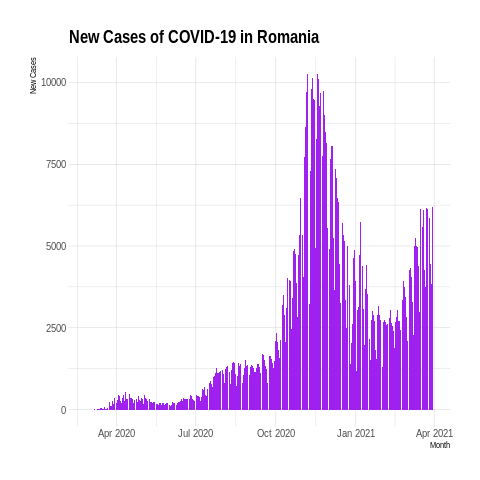 New Cases of COVID-19 in Romania
New Cases
10000
7500
5000
2500
0
Apr 2020 Jul 2020 Oct 2020 Jan 2021 Apr 2021
Month